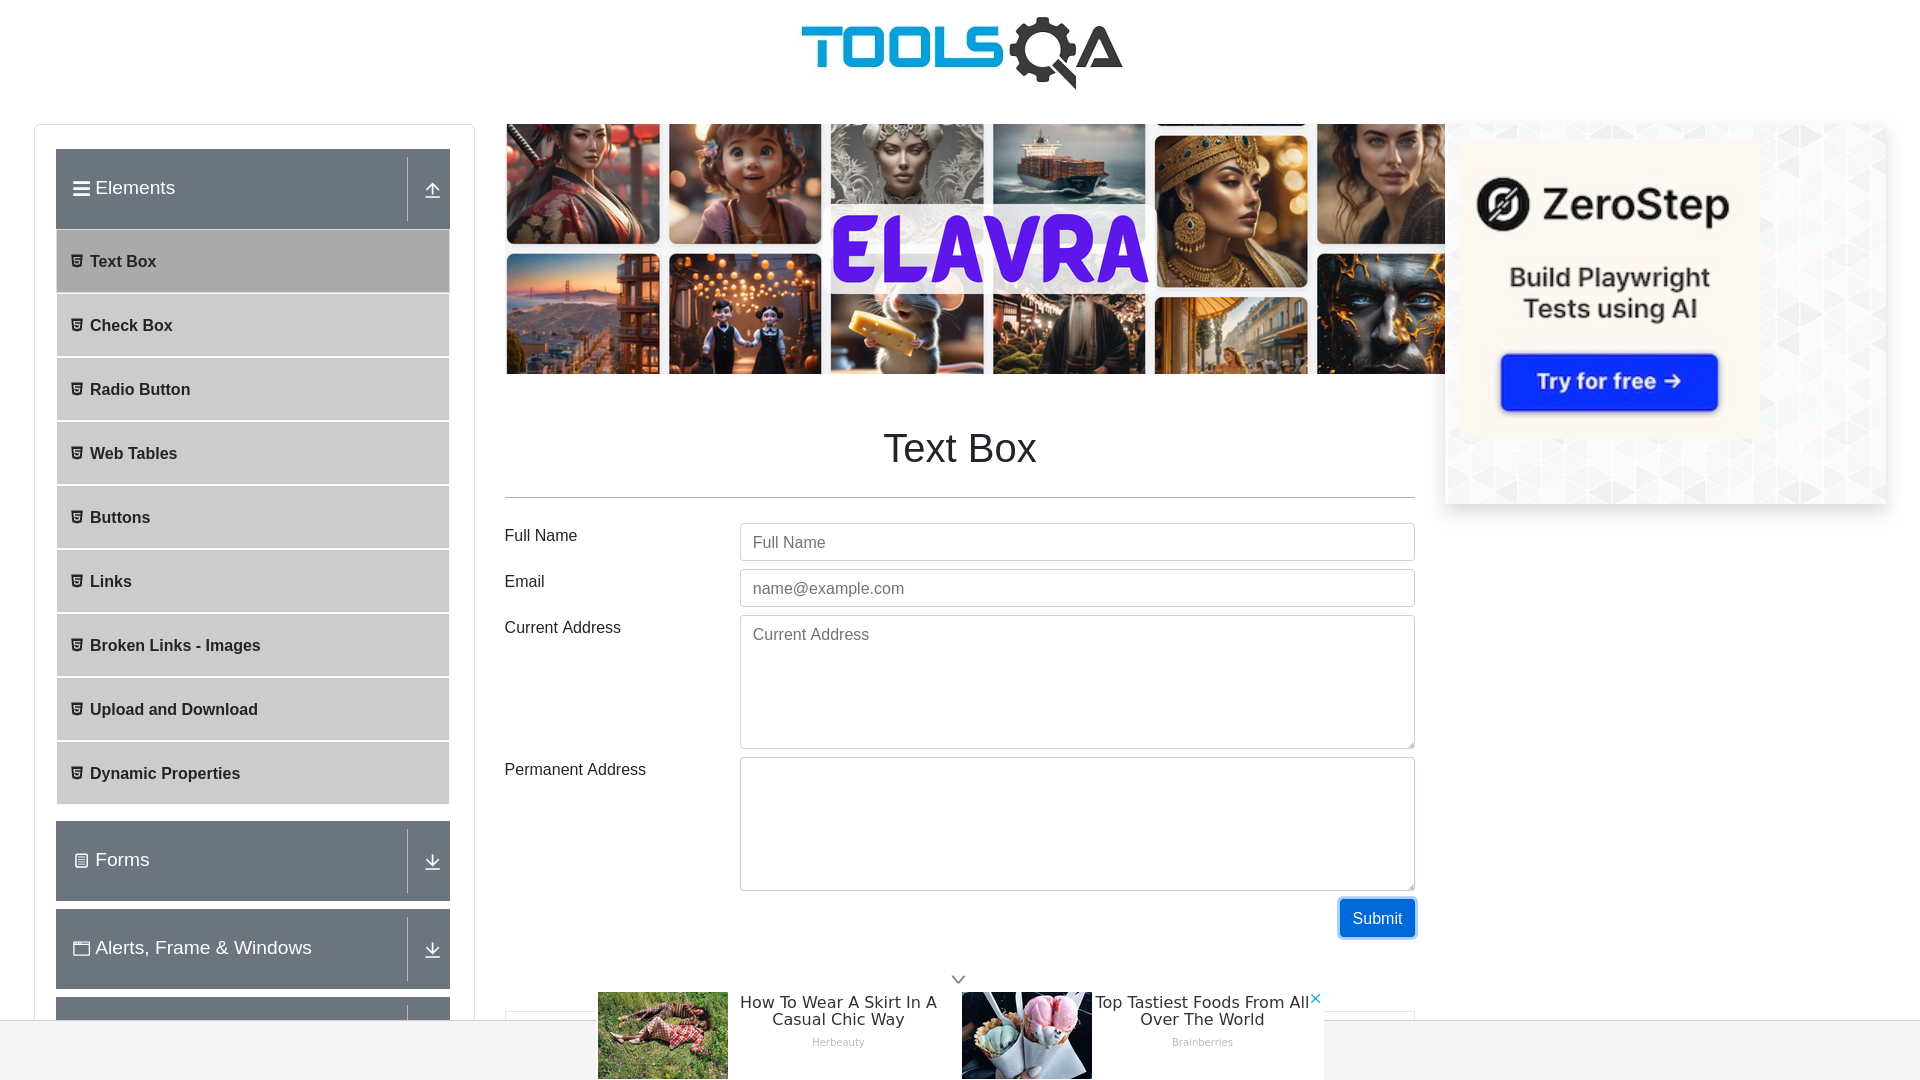 TOOLSQA
Elements
Text Box
Check Box
Radio Button
Web Tables
Buttons
Links
Broken Links - Images
Upload and Download
Dynamic Properties
Forms
Alerts, Frame & Windows
ELAVRA
Text Box
Full Name
Full Name
Email
name@example.com
Current Address
Current Address
Permanent Address
Submit
ZeroStep
Build Playwright
Tests using AI
Try for free →
How To Wear A Skirt In A
Casual Chic Way
Herbeauty
Top Tastiest Foods From All
Over The World
Brainberries